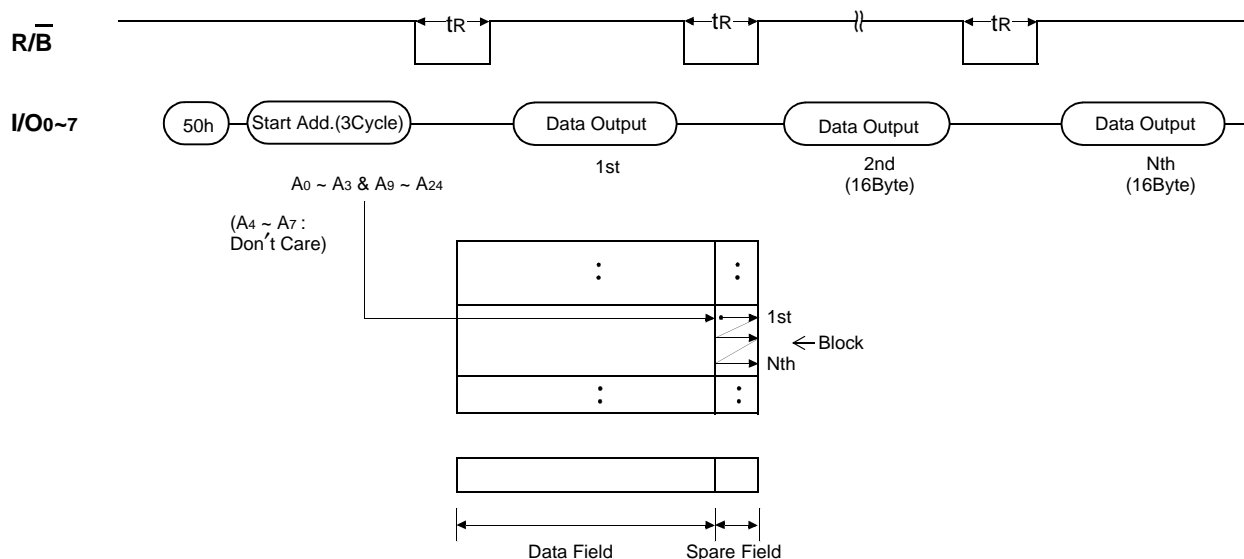 R/B tR tR tR
I/O0~7 50h Start Add.(3Cycle) Data Output Data Output Data Output
1st 2nd Nth
(16Byte) (16Byte)
A0 ~ A3 & A9 ~ A24
(A4 ~ A7 :
Don't Care)
1st
Block
Nth
Data Field Spare Field